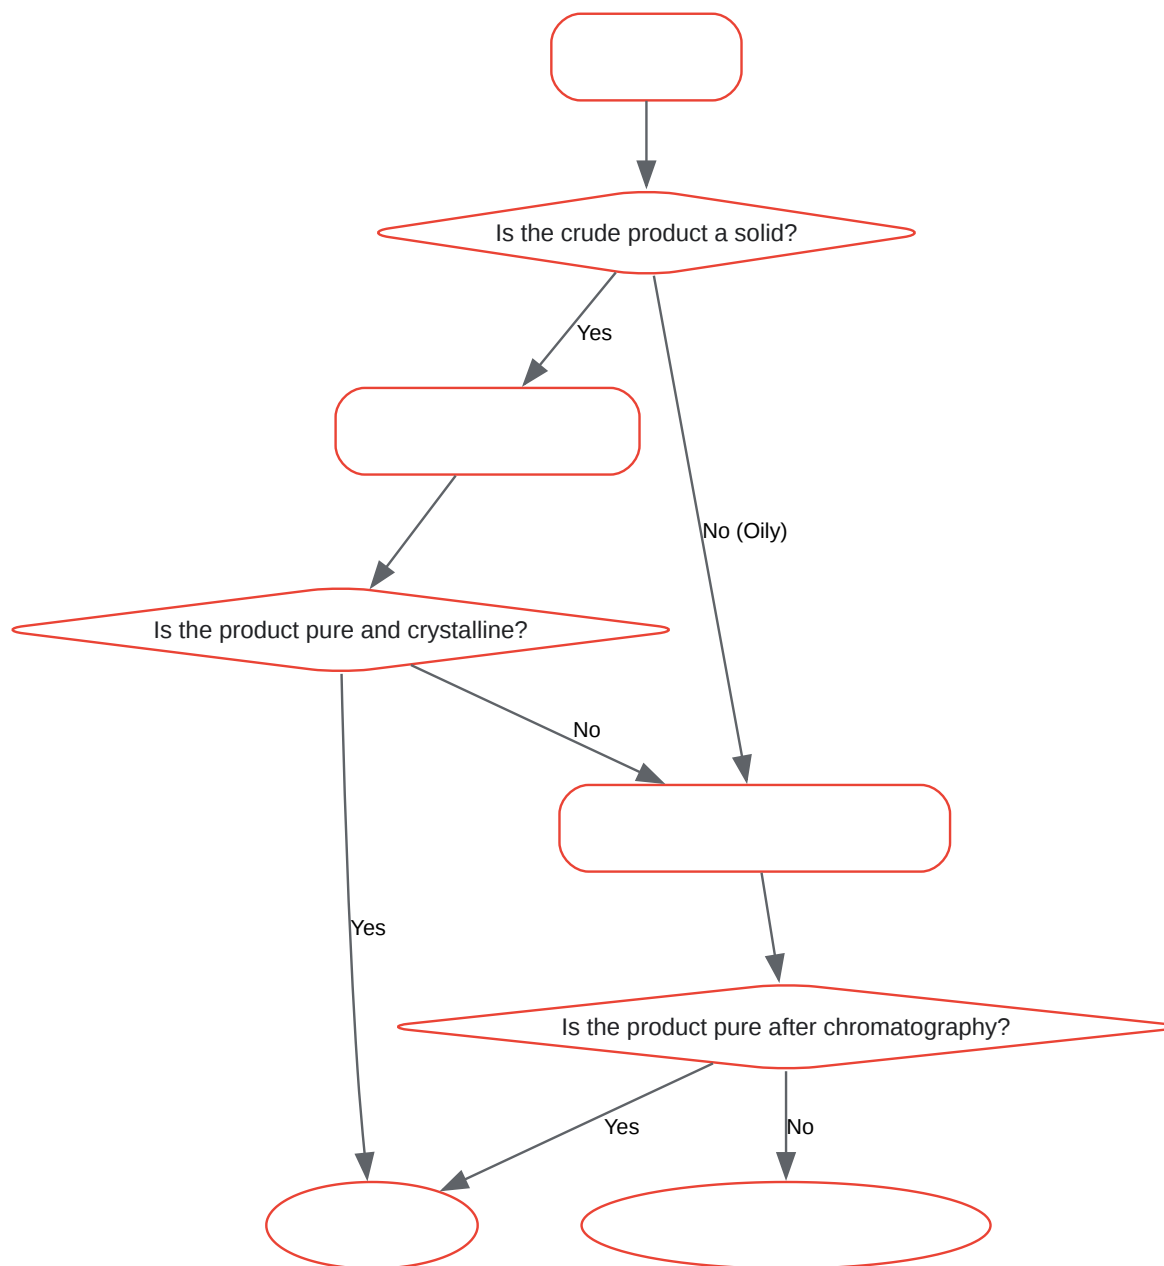 Is the crude product a solid?
Yes
No (Oily)
Is the product pure and crystalline?
No
Yes
Is the product pure after chromatography?
Yes
No